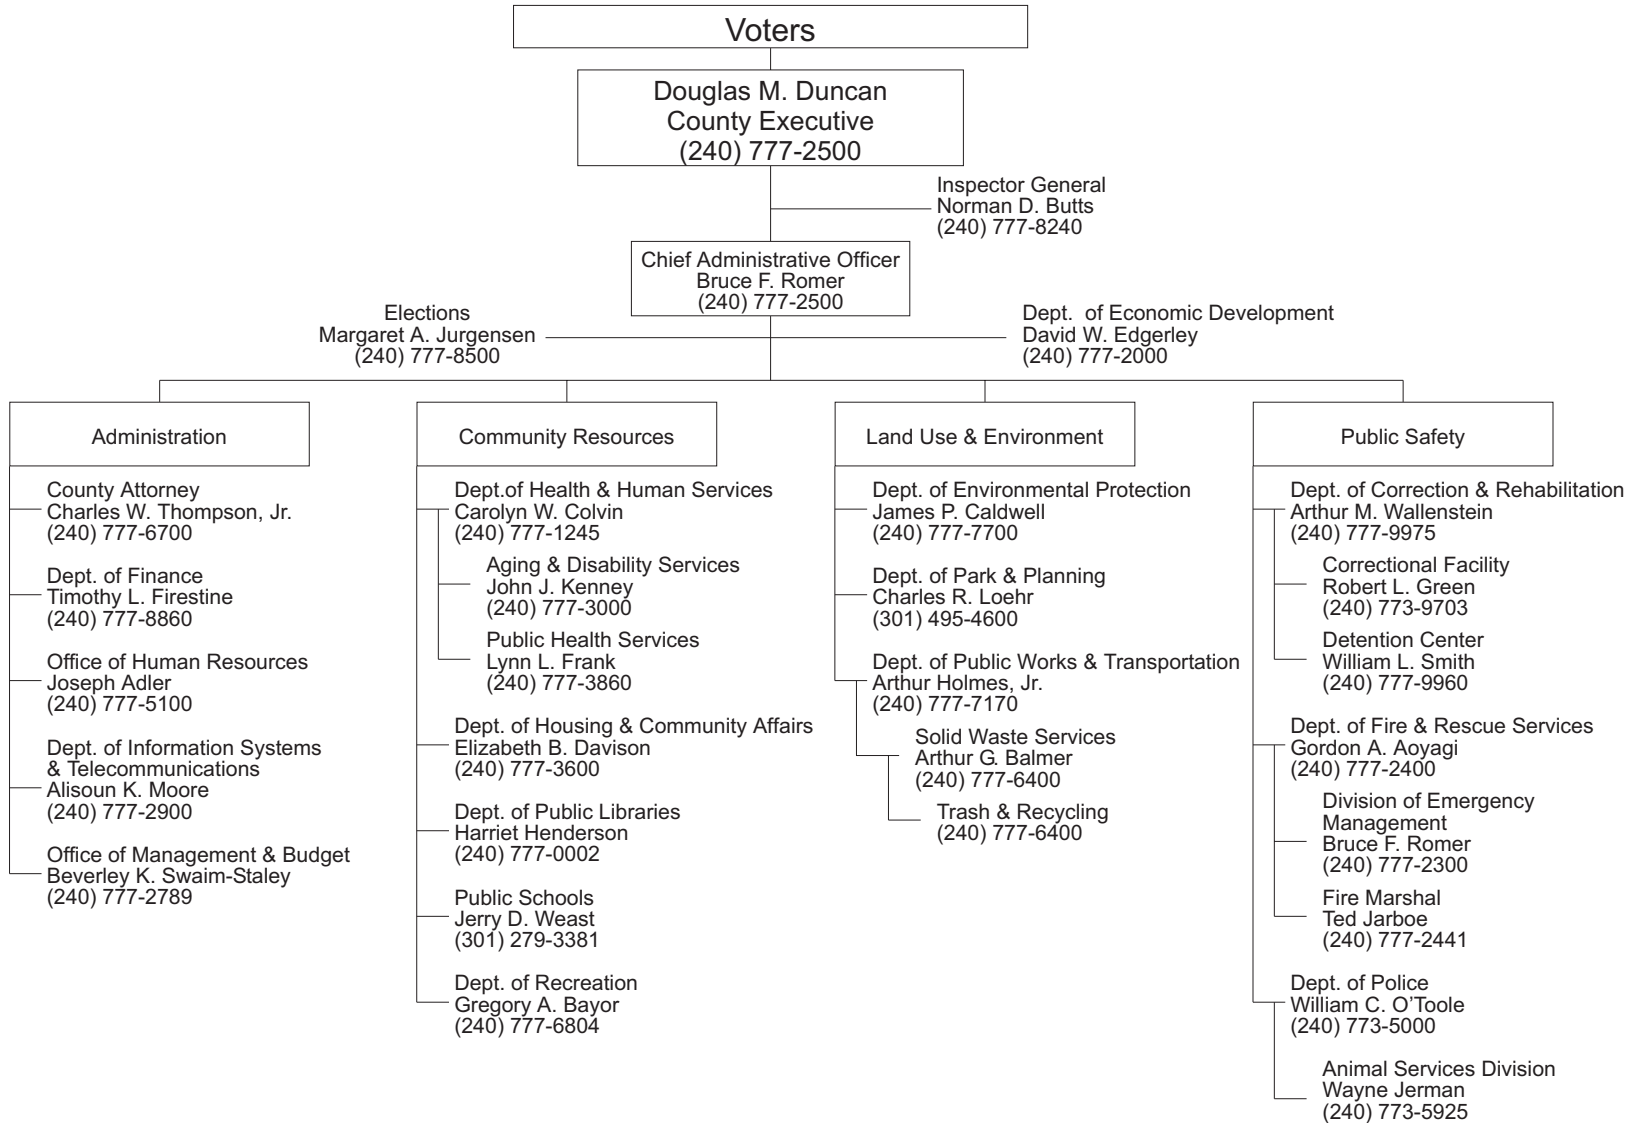 Voters
Douglas M. Duncan
County Executive
(240) 777-2500
Inspector General
Norman D. Butts
(240) 777-8240
Chief Administrative Officer
Bruce F. Romer
(240) 777-2500
Elections
Margaret A. Jurgensen
(240) 777-8500
Dept. of Economic Development
David W. Edgerley
(240) 777-2000
Administration
County Attorney
Charles W. Thompson, Jr.
(240) 777-6700
Dept. of Finance
Timothy L. Firestine
(240) 777-8860
Office of Human Resources
Joseph Adler
(240) 777-5100
Dept. of Information Systems
& Telecommunications
Alisoun K. Moore
(240) 777-2900
Office of Management & Budget
Beverley K. Swaim-Staley
(240) 777-2789
Community Resources
Dept.of Health & Human Services
Carolyn W. Colvin
(240) 777-1245
Aging & Disability Services
John J. Kenney
(240) 777-3000
Public Health Services
Lynn L. Frank
(240) 777-3860
Dept. of Housing & Community Affairs
Elizabeth B. Davison
(240) 777-3600
Dept. of Public Libraries
Harriet Henderson
(240) 777-0002
Public Schools
Jerry D. Weast
(301) 279-3381
Dept. of Recreation
Gregory A. Bayor
(240) 777-6804
Land Use & Environment
Dept. of Environmental Protection
James P. Caldwell
(240) 777-7700
Dept. of Park & Planning
Charles R. Loehr
(301) 495-4600
Dept. of Public Works & Transportation
Arthur Holmes, Jr.
(240) 777-7170
Solid Waste Services
Arthur G. Balmer
(240) 777-6400
Trash & Recycling
(240) 777-6400
Public Safety
Dept. of Correction & Rehabilitation
Arthur M. Wallenstein
(240) 777-9975
Correctional Facility
Robert L. Green
(240) 773-9703
Detention Center
William L. Smith
(240) 777-9960
Dept. of Fire & Rescue Services
Gordon A. Aoyagi
(240) 777-2400
Division of Emergency
Management
Bruce F. Romer
(240) 777-2300
Fire Marshal
Ted Jarboe
(240) 777-2441
Dept. of Police
William C. O'Toole
(240) 773-5000
Animal Services Division
Wayne Jerman
(240) 773-5925